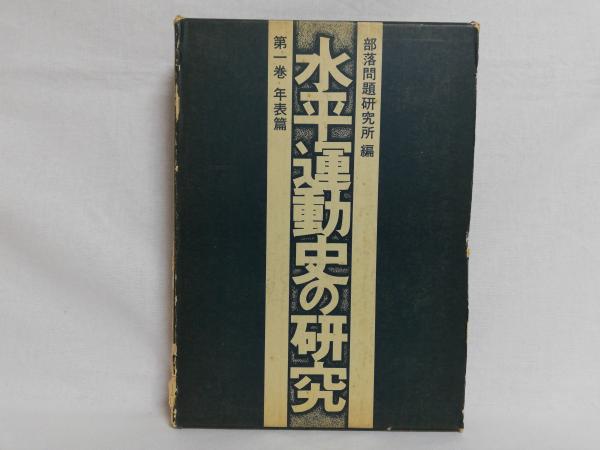 部落問題研究所 編
水平運動史の研究
第一巻 年表篇